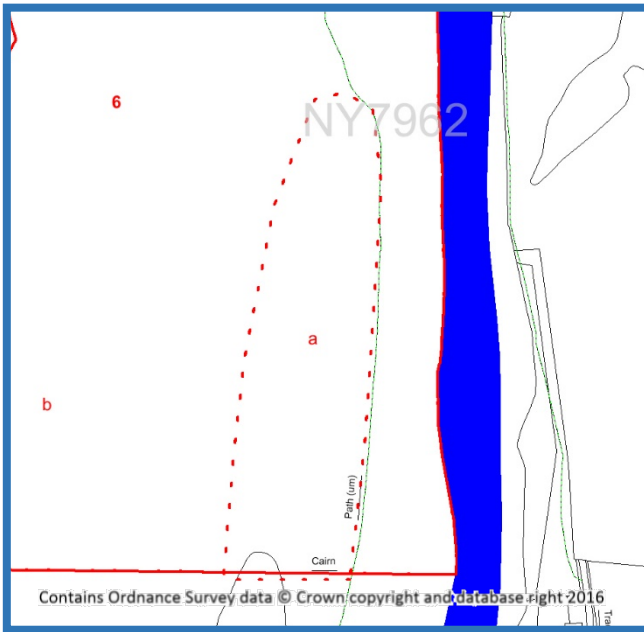 6
NY7962
a
b
Path (um)
Cairn
Contains Ordnance Survey data © Crown copyright and database right 2016